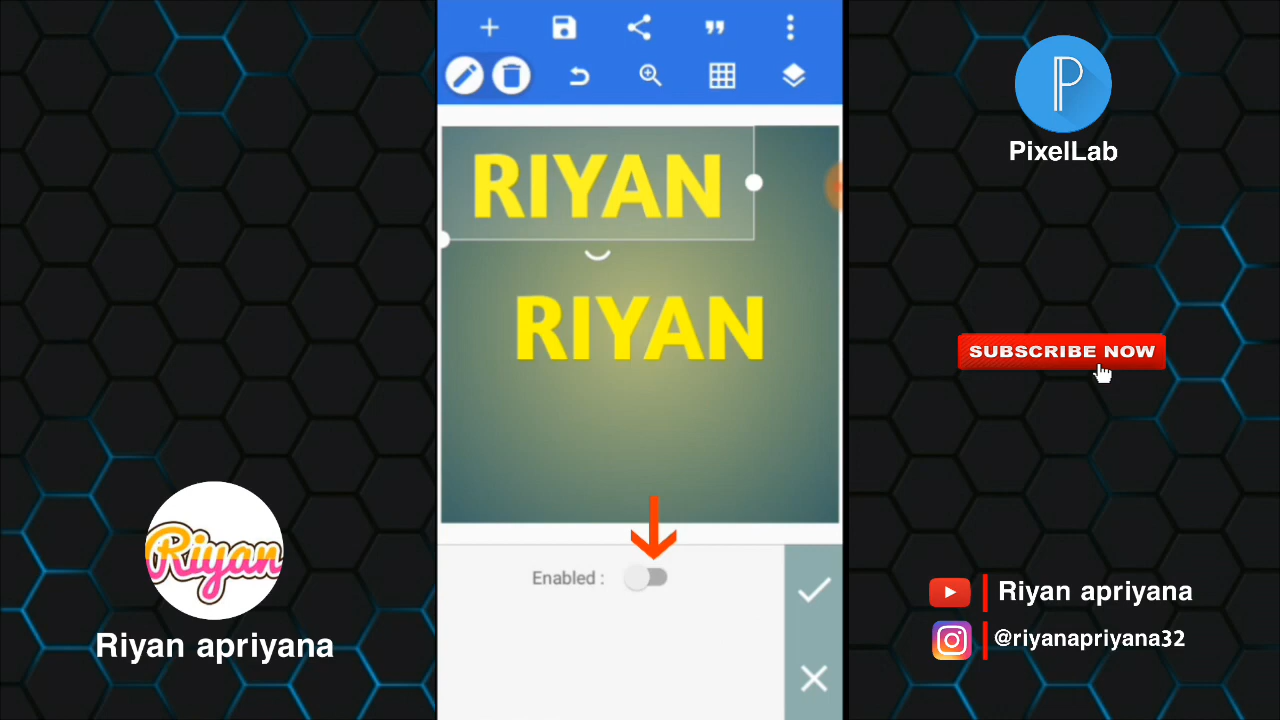 PixelLab
RIYAN
RIYAN
SUBSCRIBE NOW
Enabled :
Riyan
Riyan apriyana
Riyan apriyana
@riyanapriyana32